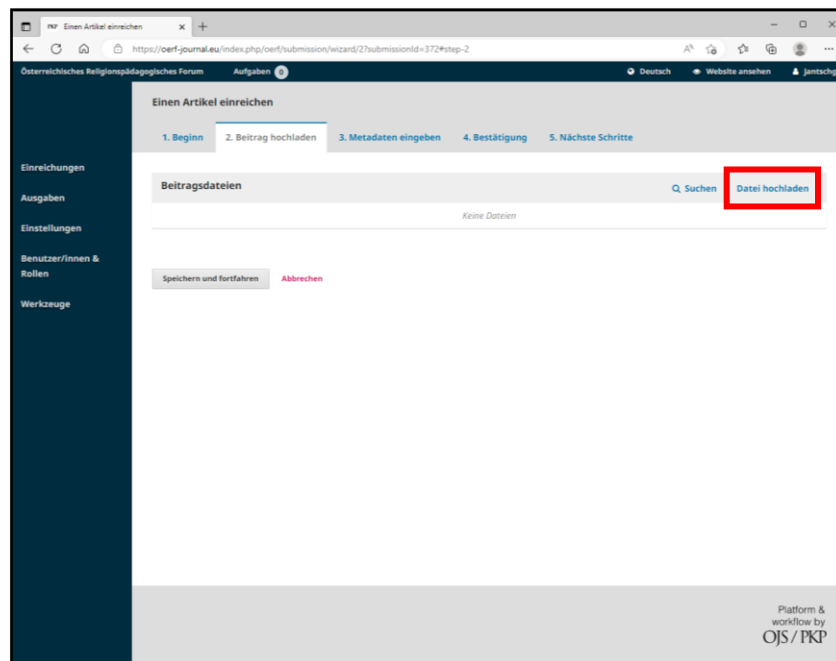 PKP Einen Artikel einreichen
https://oerf-journal.eu/index.php/oerf/submission/wizard/2?submissionId=372#step-2
Österreichisches Religionspädagogisches Forum Aufgaben 0 Deutsch Website ansehen jantschg
Einen Artikel einreichen
1. Beginn 2. Beitrag hochladen 3. Metadaten eingeben 4. Bestätigung 5. Nächste Schritte
Einreichungen
Ausgaben
Einstellungen
Benutzer/innen &
Rollen
Werkzeuge
Beitragsdateien Suchen Datei hochladen
Keine Dateien
Speichern und fortfahren Abbrechen
Platform &
workflow by
OJS / PKP